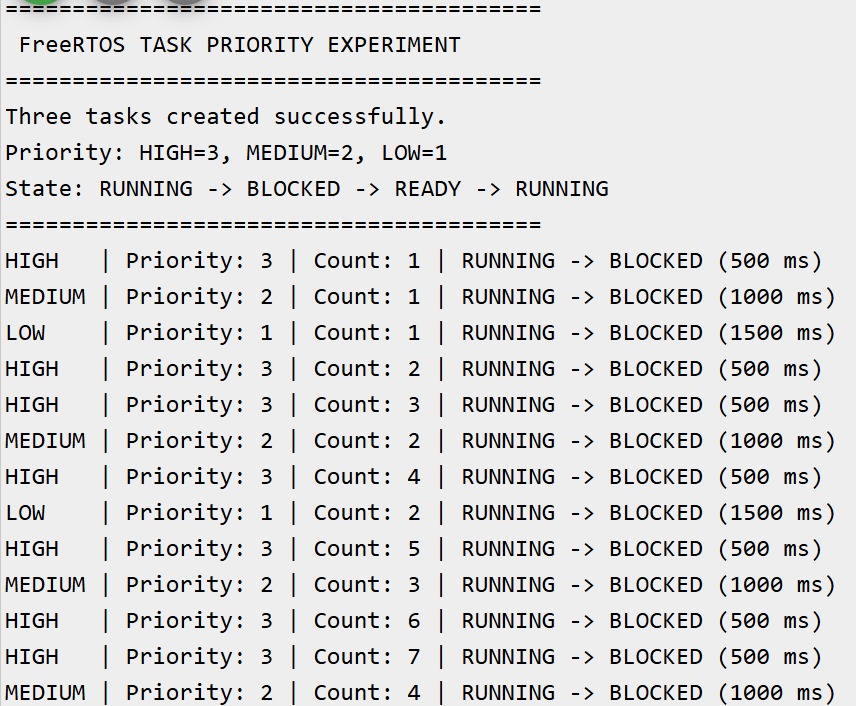 ========================================
 FreeRTOS TASK PRIORITY EXPERIMENT
========================================
Three tasks created successfully.
Priority: HIGH=3, MEDIUM=2, LOW=1
State: RUNNING -> BLOCKED -> READY -> RUNNING
========================================
HIGH   | Priority: 3 | Count: 1 | RUNNING -> BLOCKED (500 ms)
MEDIUM | Priority: 2 | Count: 1 | RUNNING -> BLOCKED (1000 ms)
LOW    | Priority: 1 | Count: 1 | RUNNING -> BLOCKED (1500 ms)
HIGH   | Priority: 3 | Count: 2 | RUNNING -> BLOCKED (500 ms)
HIGH   | Priority: 3 | Count: 3 | RUNNING -> BLOCKED (500 ms)
MEDIUM | Priority: 2 | Count: 2 | RUNNING -> BLOCKED (1000 ms)
HIGH   | Priority: 3 | Count: 4 | RUNNING -> BLOCKED (500 ms)
LOW    | Priority: 1 | Count: 2 | RUNNING -> BLOCKED (1500 ms)
HIGH   | Priority: 3 | Count: 5 | RUNNING -> BLOCKED (500 ms)
MEDIUM | Priority: 2 | Count: 3 | RUNNING -> BLOCKED (1000 ms)
HIGH   | Priority: 3 | Count: 6 | RUNNING -> BLOCKED (500 ms)
HIGH   | Priority: 3 | Count: 7 | RUNNING -> BLOCKED (500 ms)
MEDIUM | Priority: 2 | Count: 4 | RUNNING -> BLOCKED (1000 ms)